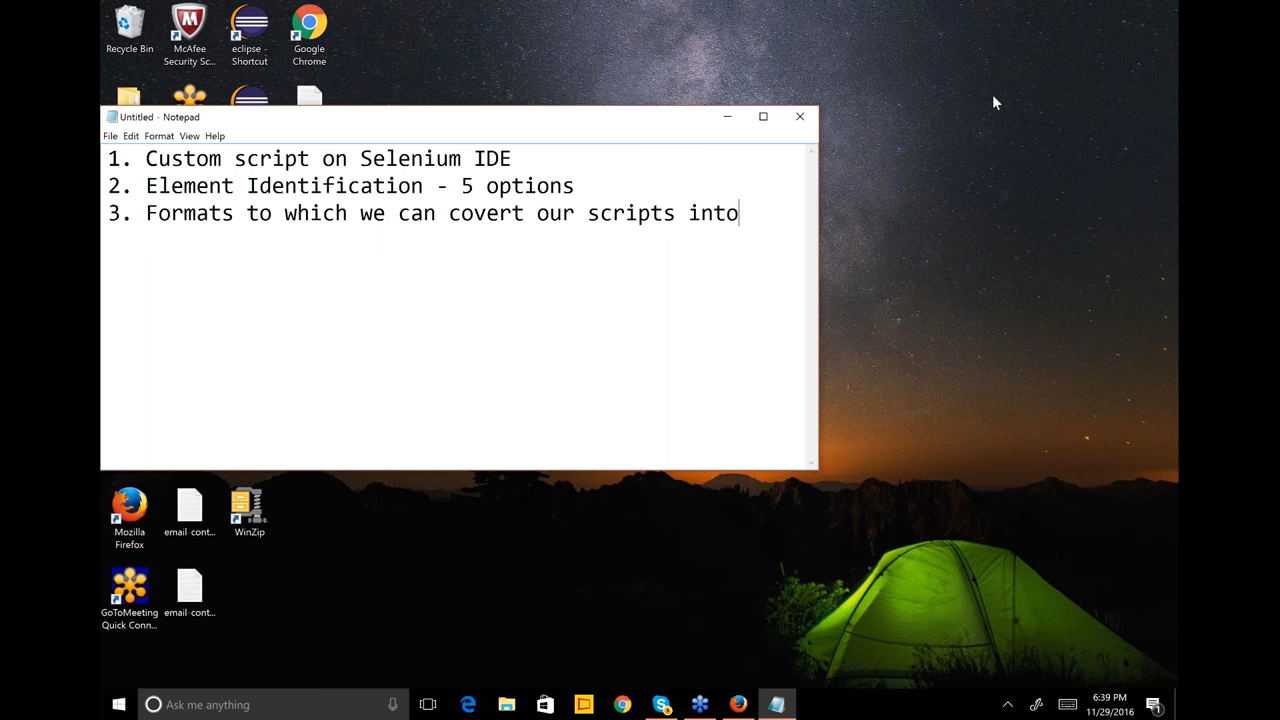 Recycle Bin
McAfee
Security Sc...
eclipse -
Shortcut
Google
Chrome
Untitled - Notepad
File Edit Format View Help
1. Custom script on Selenium IDE
2. Element Identification - 5 options
3. Formats to which we can covert our scripts into
Mozilla
Firefox
email-cont...
WinZip
GoToMeeting
Quick Conn...
email-cont...
Ask me anything
6:39 PM
11/29/2016